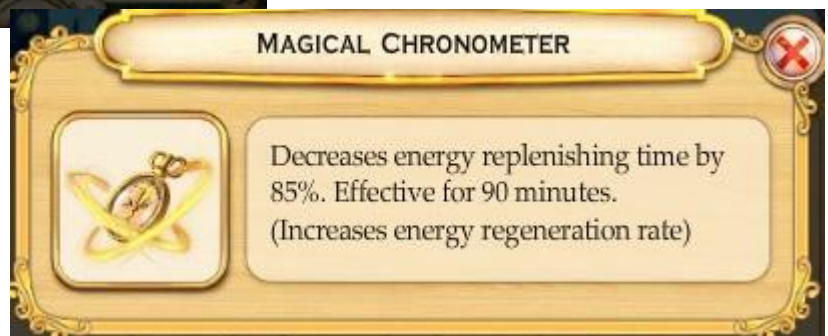 MAGICAL CHRONOMETER
Decreases energy replenishing time by
85%. Effective for 90 minutes.
(Increases energy regeneration rate)